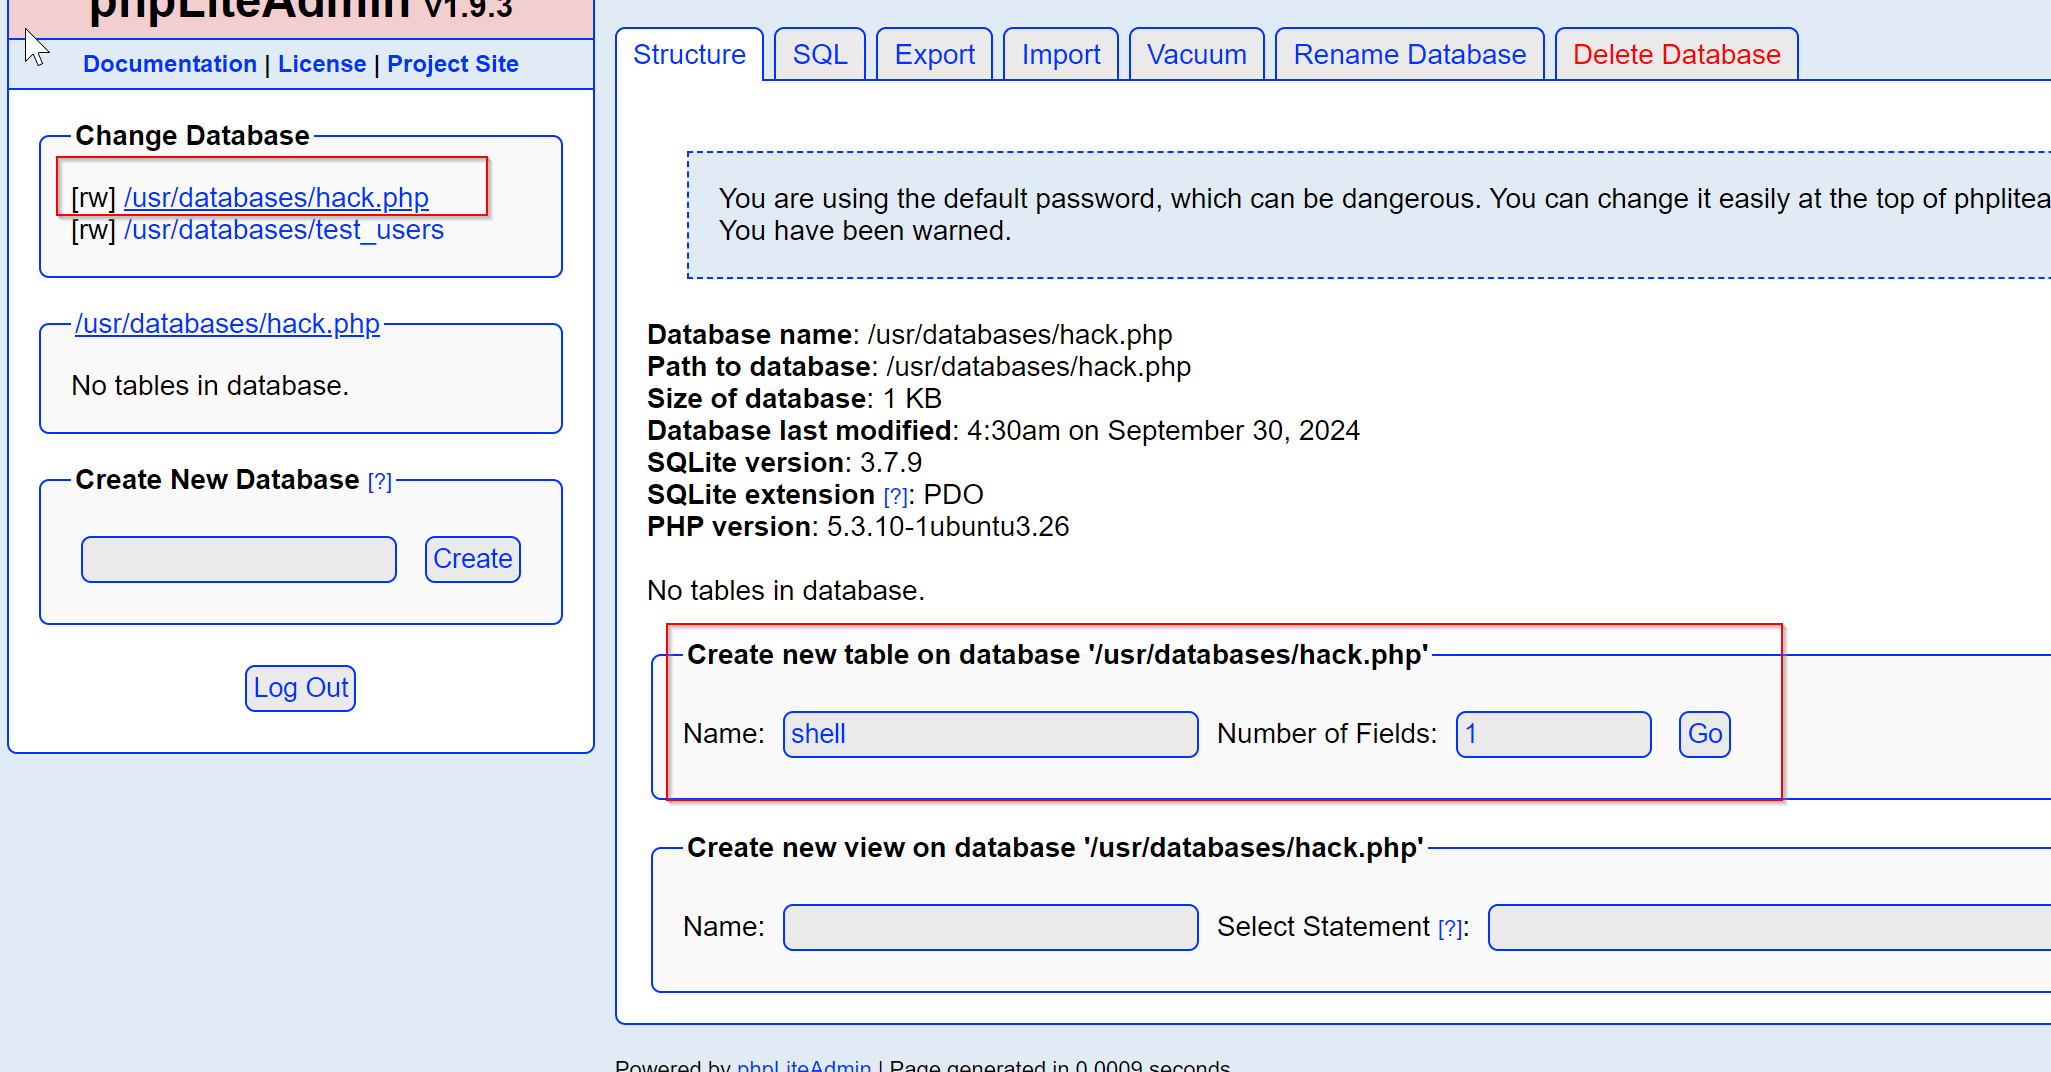 phpLiteAdmin v1.9.3
Documentation | License | Project Site
Change Database
[rw] /usr/databases/hack.php
[rw] /usr/databases/test_users
/usr/databases/hack.php
No tables in database.
Create New Database [?]
Create
Log Out
Structure
SQL
Export
Import
Vacuum
Rename Database
Delete Database
You are using the default password, which can be dangerous. You can change it easily at the top of phplitea
You have been warned.
Database name: /usr/databases/hack.php
Path to database: /usr/databases/hack.php
Size of database: 1 KB
Database last modified: 4:30am on September 30, 2024
SQLite version: 3.7.9
SQLite extension [?]: PDO
PHP version: 5.3.10-1ubuntu3.26
No tables in database.
Create new table on database '/usr/databases/hack.php'
Name: shell Number of Fields: 1 Go
Create new view on database '/usr/databases/hack.php'
Name: Select Statement [?]:
Powered by phpLiteAdmin | Page generated in 0.0009 seconds.